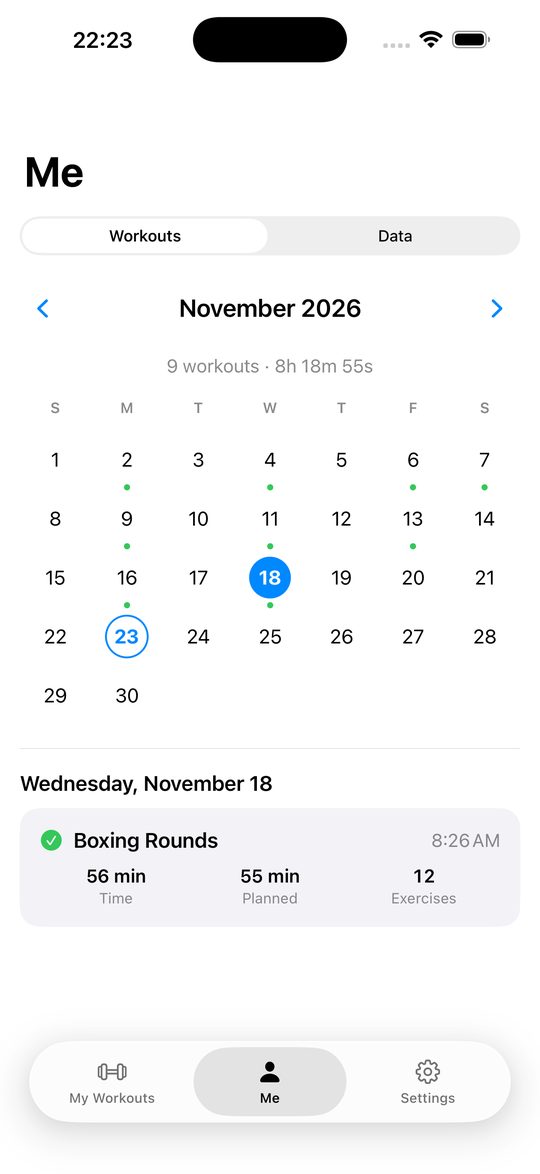 22:23
Me
Workouts Data
November 2026
9 workouts · 8h 18m 55s
S M T W T F S
1 2 3 4 5 6 7
8 9 10 11 12 13 14
15 16 17 18 19 20 21
22 23 24 25 26 27 28
29 30
Wednesday, November 18
Boxing Rounds 8:26 AM
56 min 55 min 12
Time Planned Exercises
My Workouts Me Settings